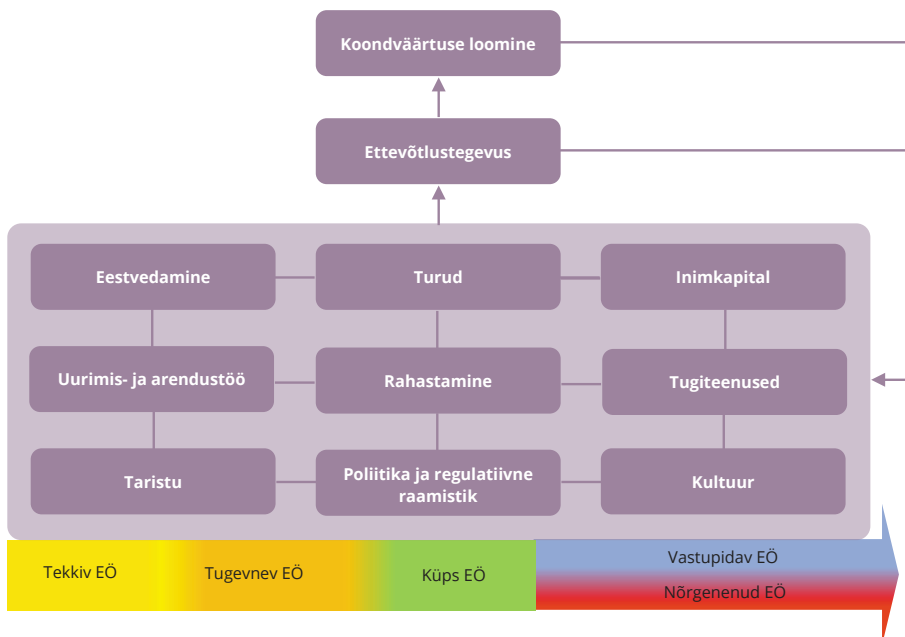 Koondväärtuse loomine
Ettevõtlustegevus
Eestvedamine
Turud
Inimkapital
Uurimis- ja arendustöö
Rahastamine
Tugiteenused
Taristu
Poliitika ja regulatiivne
raamistik
Kultuur
Tekkiv EÖ
Tugevnev EÖ
Küps EÖ
Vastupidav EÖ
Nõrgenenud EÖ